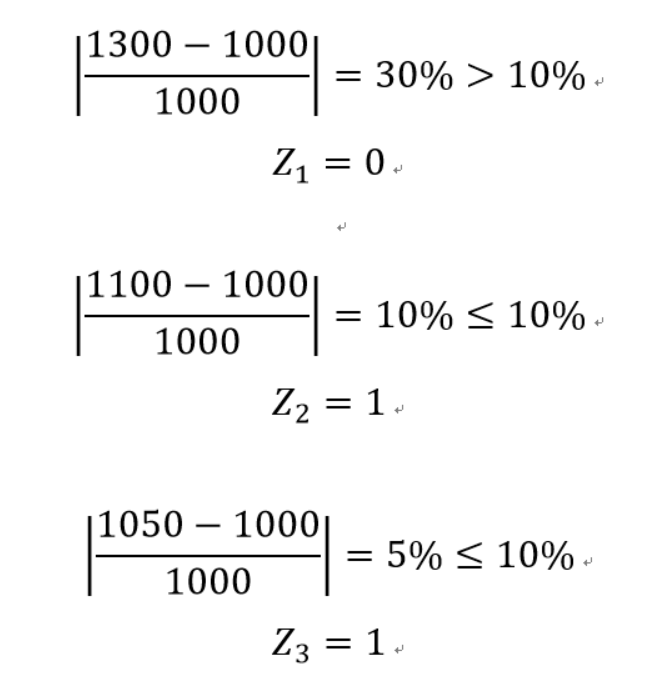 |(1300 − 1000)/1000| = 30% > 10%
Z₁ = 0
|(1100 − 1000)/1000| = 10% ≤ 10%
Z₂ = 1
|(1050 − 1000)/1000| = 5% ≤ 10%
Z₃ = 1